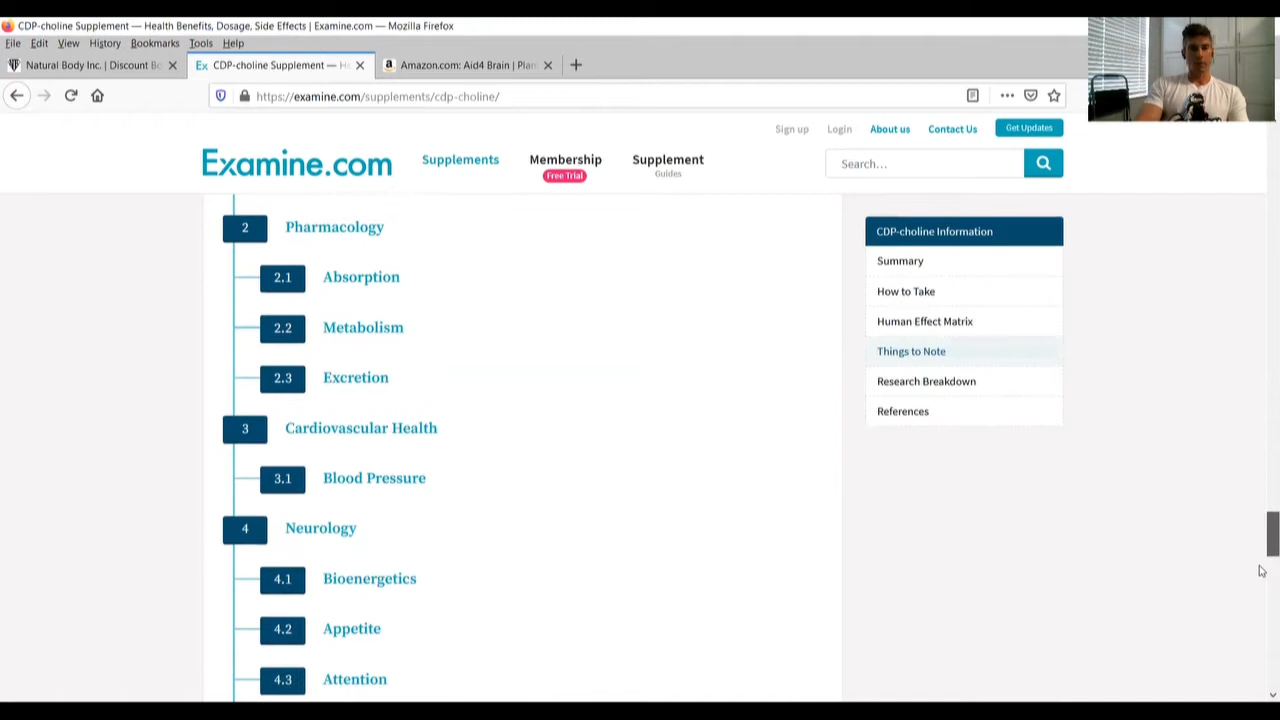 CDP-choline Supplement — Health Benefits, Dosage, Side Effects | Examine.com — Mozilla Firefox
File Edit View History Bookmarks Tools Help
Natural Body Inc. | Discount Bo
Ex CDP-choline Supplement — H
Amazon.com: Aid4 Brain | Plan
https://examine.com/supplements/cdp-choline/
Sign up Login About us Contact Us Get Updates
Examine.com
Supplements
Membership
Free Trial
Supplement
Guides
Search...
2 Pharmacology
2.1 Absorption
2.2 Metabolism
2.3 Excretion
3 Cardiovascular Health
3.1 Blood Pressure
4 Neurology
4.1 Bioenergetics
4.2 Appetite
4.3 Attention
CDP-choline Information
Summary
How to Take
Human Effect Matrix
Things to Note
Research Breakdown
References